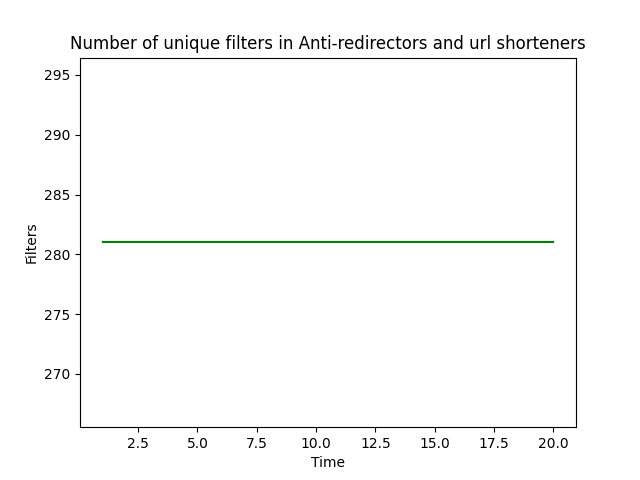 Number of unique filters in Anti-redirectors and url shorteners
295
290
285
280
275
270
Filters
2.5 5.0 7.5 10.0 12.5 15.0 17.5 20.0
Time